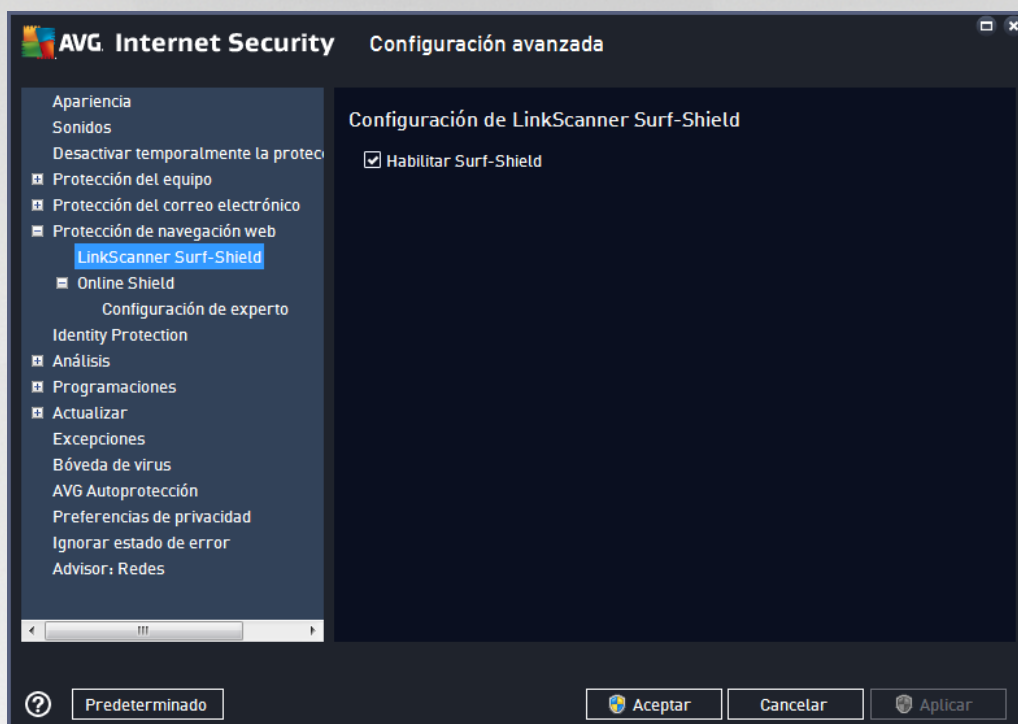 AVG. Internet Security Configuración avanzada
Apariencia
Sonidos
Desactivar temporalmente la protec
Protección del equipo
Protección del correo electrónico
Protección de navegación web
LinkScanner Surf-Shield
Online Shield
Configuración de experto
Identity Protection
Análisis
Programaciones
Actualizar
Excepciones
Bóveda de virus
AVG Autoprotección
Preferencias de privacidad
Ignorar estado de error
Advisor: Redes
Configuración de LinkScanner Surf-Shield
Habilitar Surf-Shield
Predeterminado
Aceptar
Cancelar
Aplicar